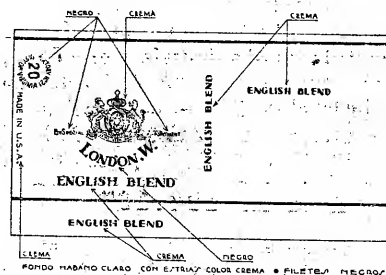 NEGRO
CREMA
CREMA
20
MADE IN U.S.A.
LONDON, W.
ENGLISH BLEND
ENGLISH BLEND
ENGLISH BLEND
ENGLISH BLEND
CREMA
CREMA
NEGRO
FONDO HABANO CLARO CON ESTRIAS COLOR CREMA • FILETES NEGROS